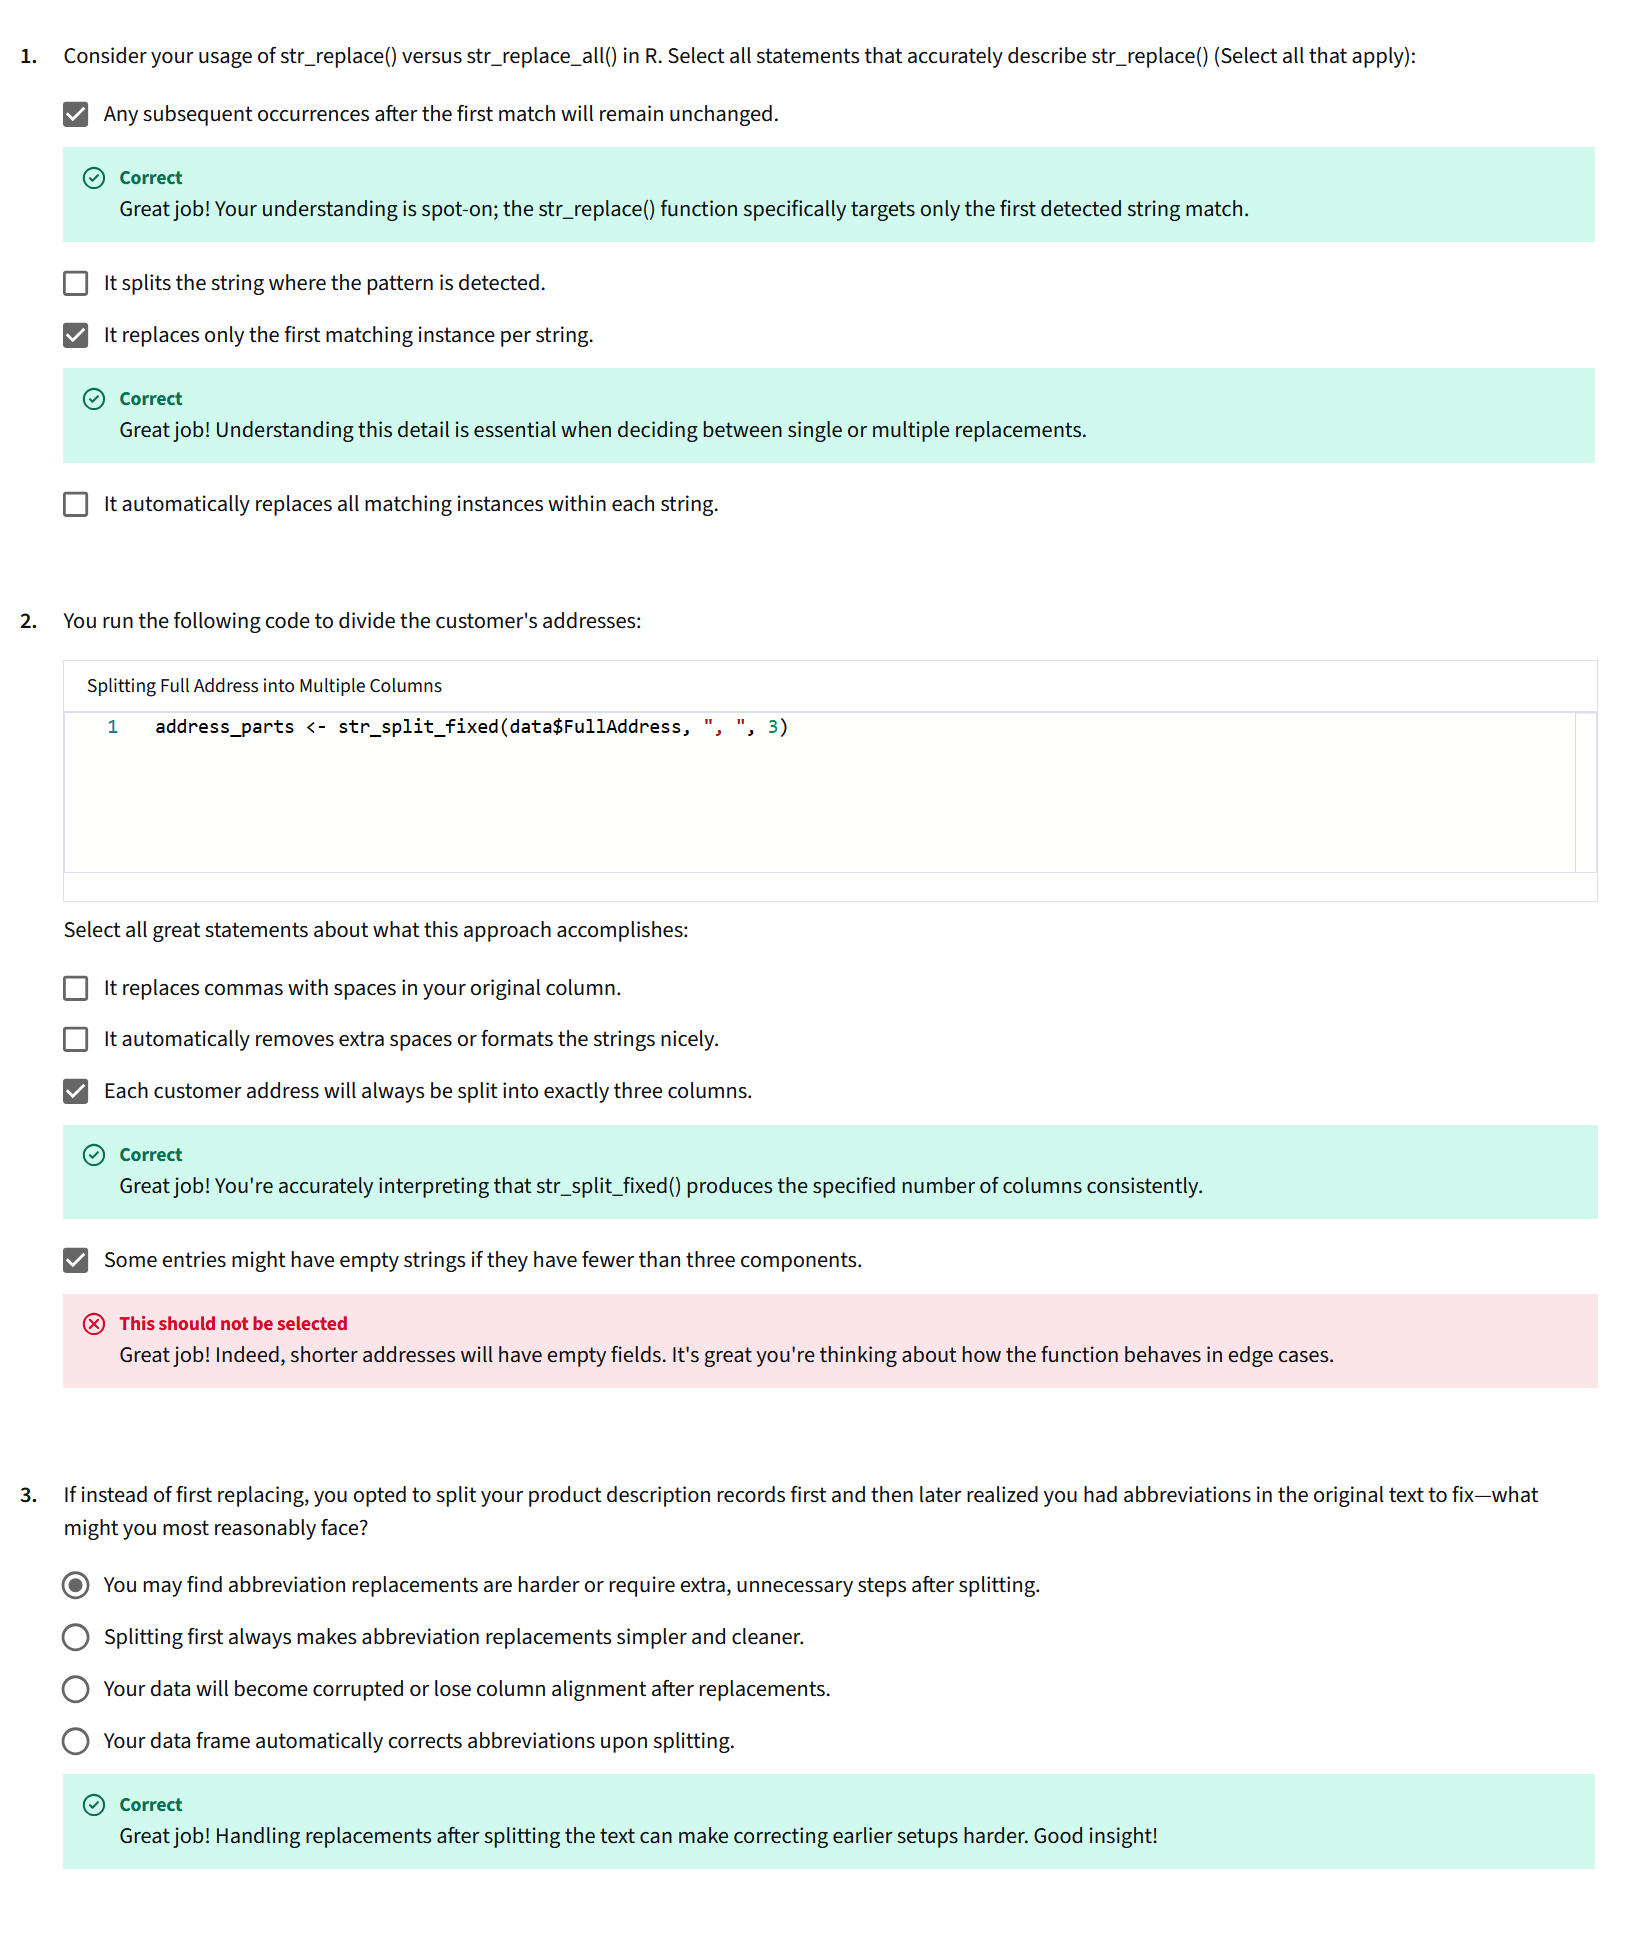 1. Consider your usage of str_replace() versus str_replace_all() in R. Select all statements that accurately describe str_replace() (Select all that apply):
Any subsequent occurrences after the first match will remain unchanged.
Correct
Great job! Your understanding is spot-on; the str_replace() function specifically targets only the first detected string match.
It splits the string where the pattern is detected.
It replaces only the first matching instance per string.
Correct
Great job! Understanding this detail is essential when deciding between single or multiple replacements.
It automatically replaces all matching instances within each string.
2. You run the following code to divide the customer's addresses:
Splitting Full Address into Multiple Columns
1 address_parts <- str_split_fixed(data$FullAddress, ", ", 3)
Select all great statements about what this approach accomplishes:
It replaces commas with spaces in your original column.
It automatically removes extra spaces or formats the strings nicely.
Each customer address will always be split into exactly three columns.
Correct
Great job! You're accurately interpreting that str_split_fixed() produces the specified number of columns consistently.
Some entries might have empty strings if they have fewer than three components.
This should not be selected
Great job! Indeed, shorter addresses will have empty fields. It's great you're thinking about how the function behaves in edge cases.
3. If instead of first replacing, you opted to split your product description records first and then later realized you had abbreviations in the original text to fix—what
might you most reasonably face?
You may find abbreviation replacements are harder or require extra, unnecessary steps after splitting.
Splitting first always makes abbreviation replacements simpler and cleaner.
Your data will become corrupted or lose column alignment after replacements.
Your data frame automatically corrects abbreviations upon splitting.
Correct
Great job! Handling replacements after splitting the text can make correcting earlier setups harder. Good insight!